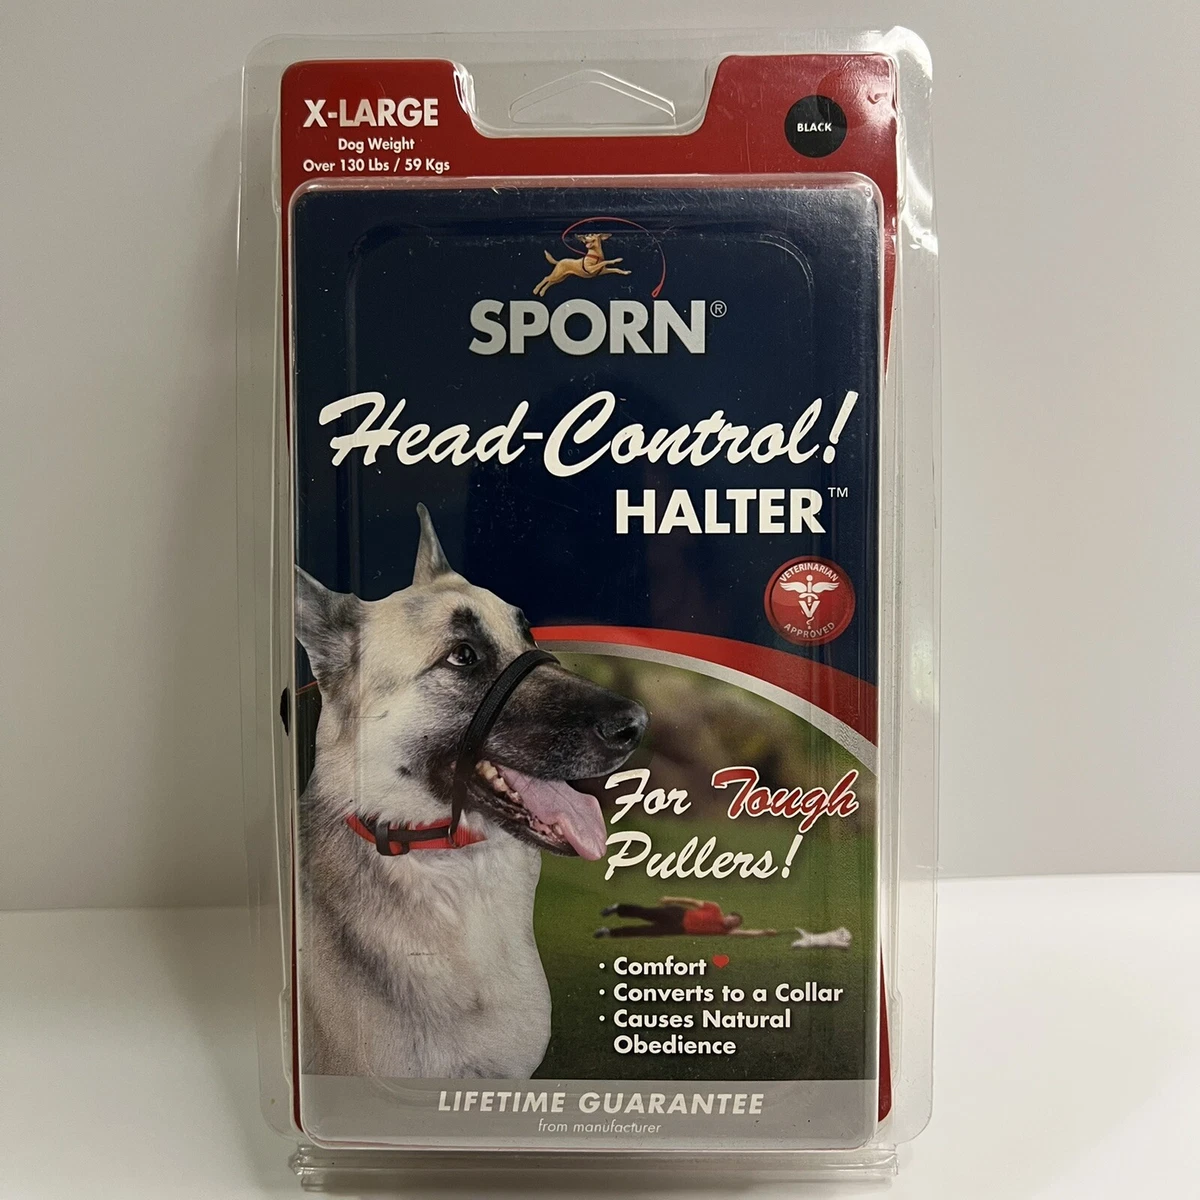 X-LARGE
Dog Weight
Over 130 Lbs / 59 Kgs
BLACK
SPORN®
Head-Control!
HALTER™
VETERINARIAN
APPROVED
For Tough
Pullers!
· Comfort
· Converts to a Collar
· Causes Natural
Obedience
LIFETIME GUARANTEE
from manufacturer